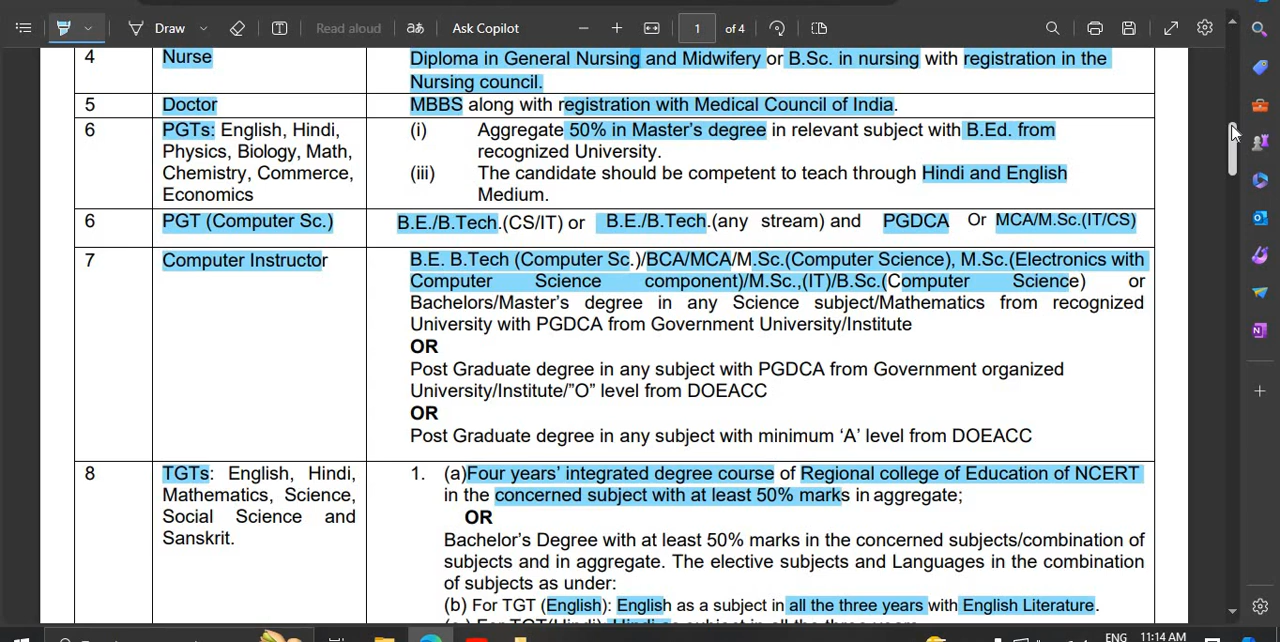 Draw
Read aloud
aあ
Ask Copilot
1 of 4
4 Nurse Diploma in General Nursing and Midwifery or B.Sc. in nursing with registration in the
Nursing council.
5 Doctor MBBS along with registration with Medical Council of India.
6 PGTs: English, Hindi, (i) Aggregate 50% in Master's degree in relevant subject with B.Ed. from
Physics, Biology, Math, recognized University.
Chemistry, Commerce, (iii) The candidate should be competent to teach through Hindi and English
Economics Medium.
6 PGT (Computer Sc.) B.E./B.Tech.(CS/IT) or B.E./B.Tech.(any stream) and PGDCA Or MCA/M.Sc.(IT/CS)
7 Computer Instructor B.E. B.Tech (Computer Sc.)/BCA/MCA/M.Sc.(Computer Science), M.Sc.(Electronics with
Computer Science component)/M.Sc.,(IT)/B.Sc.(Computer Science) or
Bachelors/Master's degree in any Science subject/Mathematics from recognized
University with PGDCA from Government University/Institute
OR
Post Graduate degree in any subject with PGDCA from Government organized
University/Institute/"O" level from DOEACC
OR
Post Graduate degree in any subject with minimum 'A' level from DOEACC
8 TGTs: English, Hindi, 1. (a)Four years' integrated degree course of Regional college of Education of NCERT
Mathematics, Science, in the concerned subject with at least 50% marks in aggregate;
Social Science and OR
Sanskrit.
Bachelor's Degree with at least 50% marks in the concerned subjects/combination of
subjects and in aggregate. The elective subjects and Languages in the combination
of subjects as under:
(b) For TGT (English): English as a subject in all the three years with English Literature.
ENG 11:14 AM